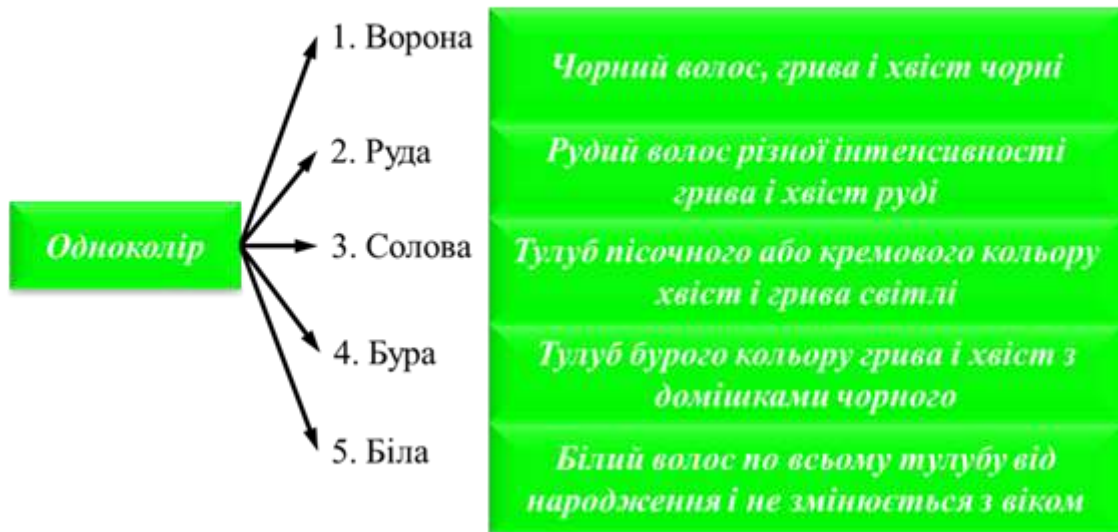 1. Ворона
Чорний волос, грива і хвіст чорні
2. Руда
Рудий волос різної інтенсивності
грива і хвіст руді
Одноколір
3. Солова
Тулуб пісочного або кремового кольору
хвіст і грива світлі
4. Бура
Тулуб бурого кольору грива і хвіст з
домішками чорного
5. Біла
Білий волос по всьому тулубу від
народження і не змінюється з віком